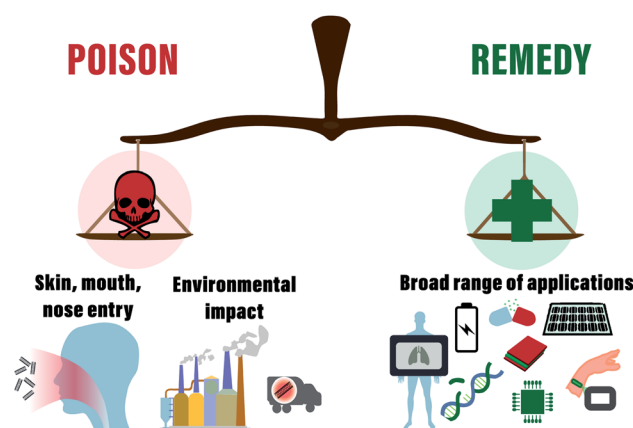 POISON
REMEDY
Skin, mouth,
nose entry
Environmental
impact
Broad range of applications